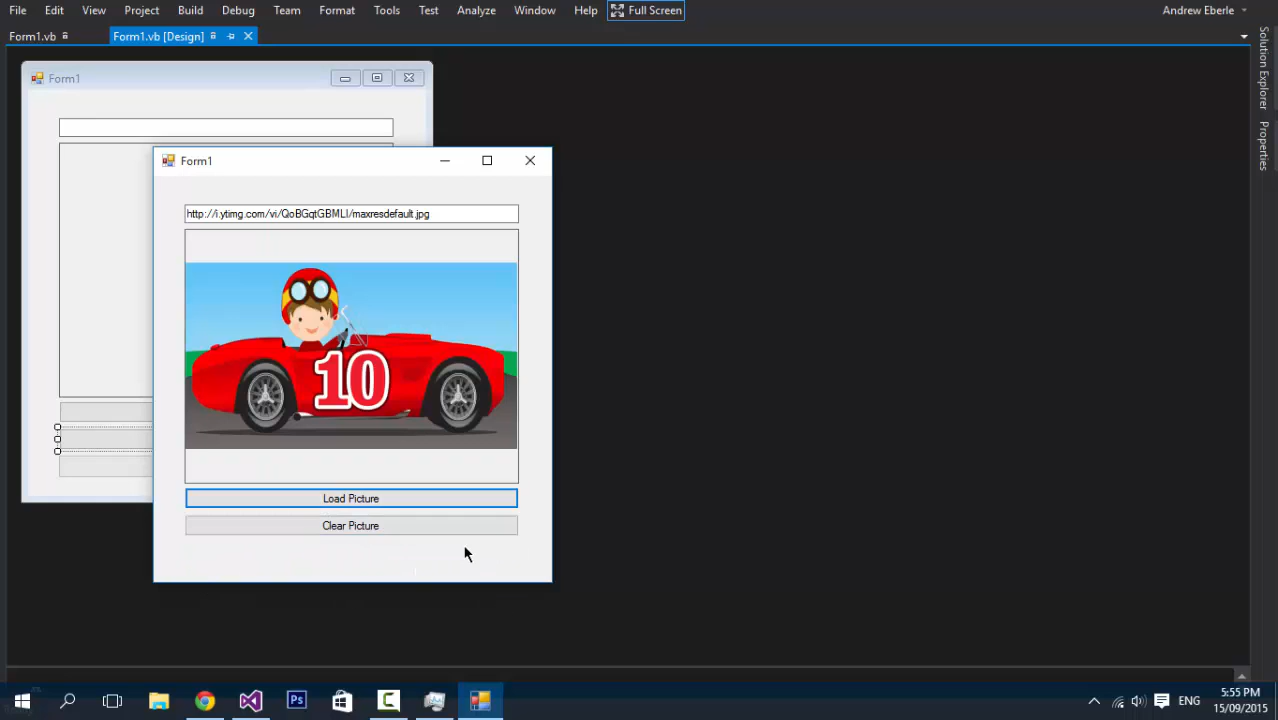 File Edit View Project Build Debug Team Format Tools Test Analyze Window Help Full Screen Andrew Eberle
Form1.vb Form1.vb [Design]
Solution Explorer
Properties
Form1
Form1
http://i.ytimg.com/vi/QoBGqtGBMLI/maxresdefault.jpg
10
Load Picture
Clear Picture
Ps C ENG 5:55 PM
15/09/2015